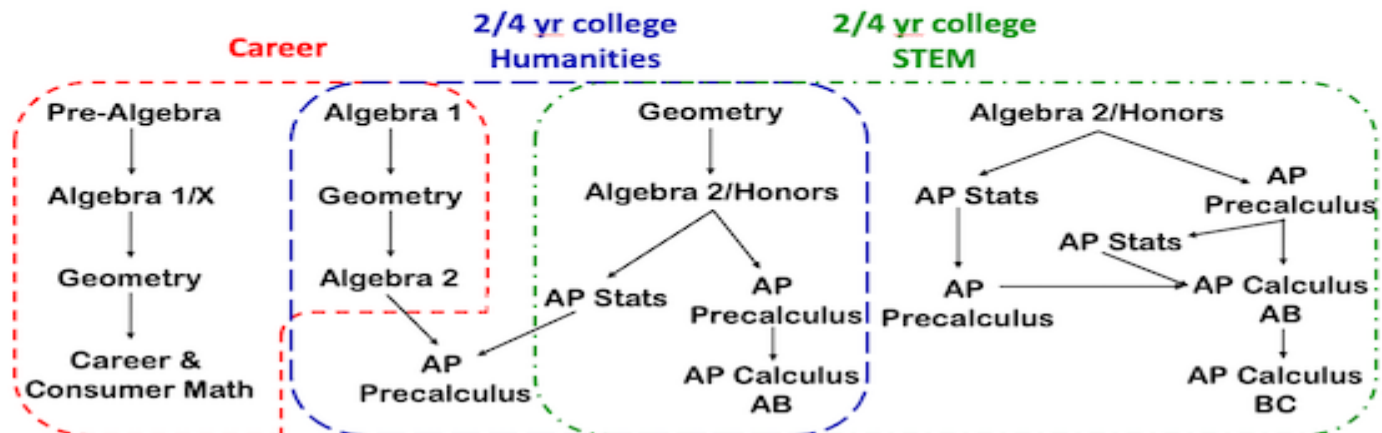 Career
2/4 yr college
Humanities
2/4 yr college
STEM
Pre-Algebra
Algebra 1/X
Geometry
Career &
Consumer Math
Algebra 1
Geometry
Algebra 2
AP
Precalculus
Geometry
Algebra 2/Honors
AP Stats
AP
Precalculus
AP Calculus
AB
Algebra 2/Honors
AP Stats
AP
Precalculus
AP
Precalculus
AP Stats
AP Calculus
AB
AP Calculus
BC